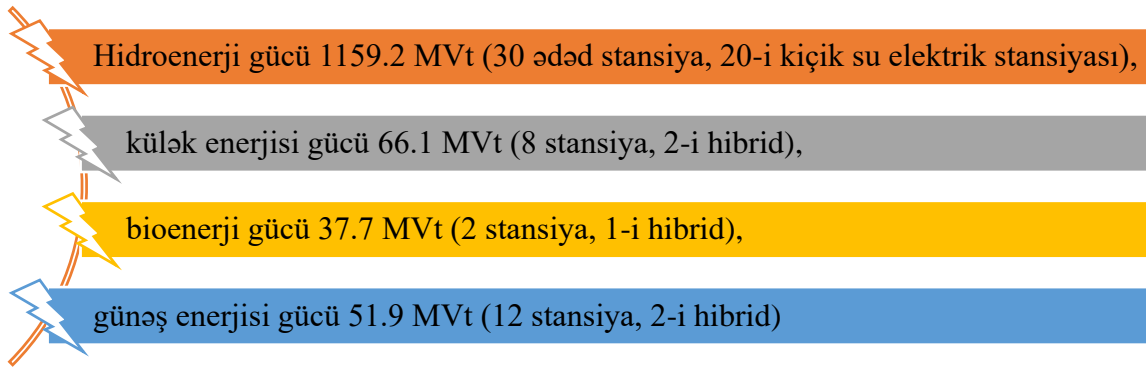 Hidroenerji gücü 1159.2 MVt (30 ədəd stansiya, 20-i kiçik su elektrik stansiyası),
külək enerjisi gücü 66.1 MVt (8 stansiya, 2-i hibrid),
bioenerji gücü 37.7 MVt (2 stansiya, 1-i hibrid),
günəş enerjisi gücü 51.9 MVt (12 stansiya, 2-i hibrid)